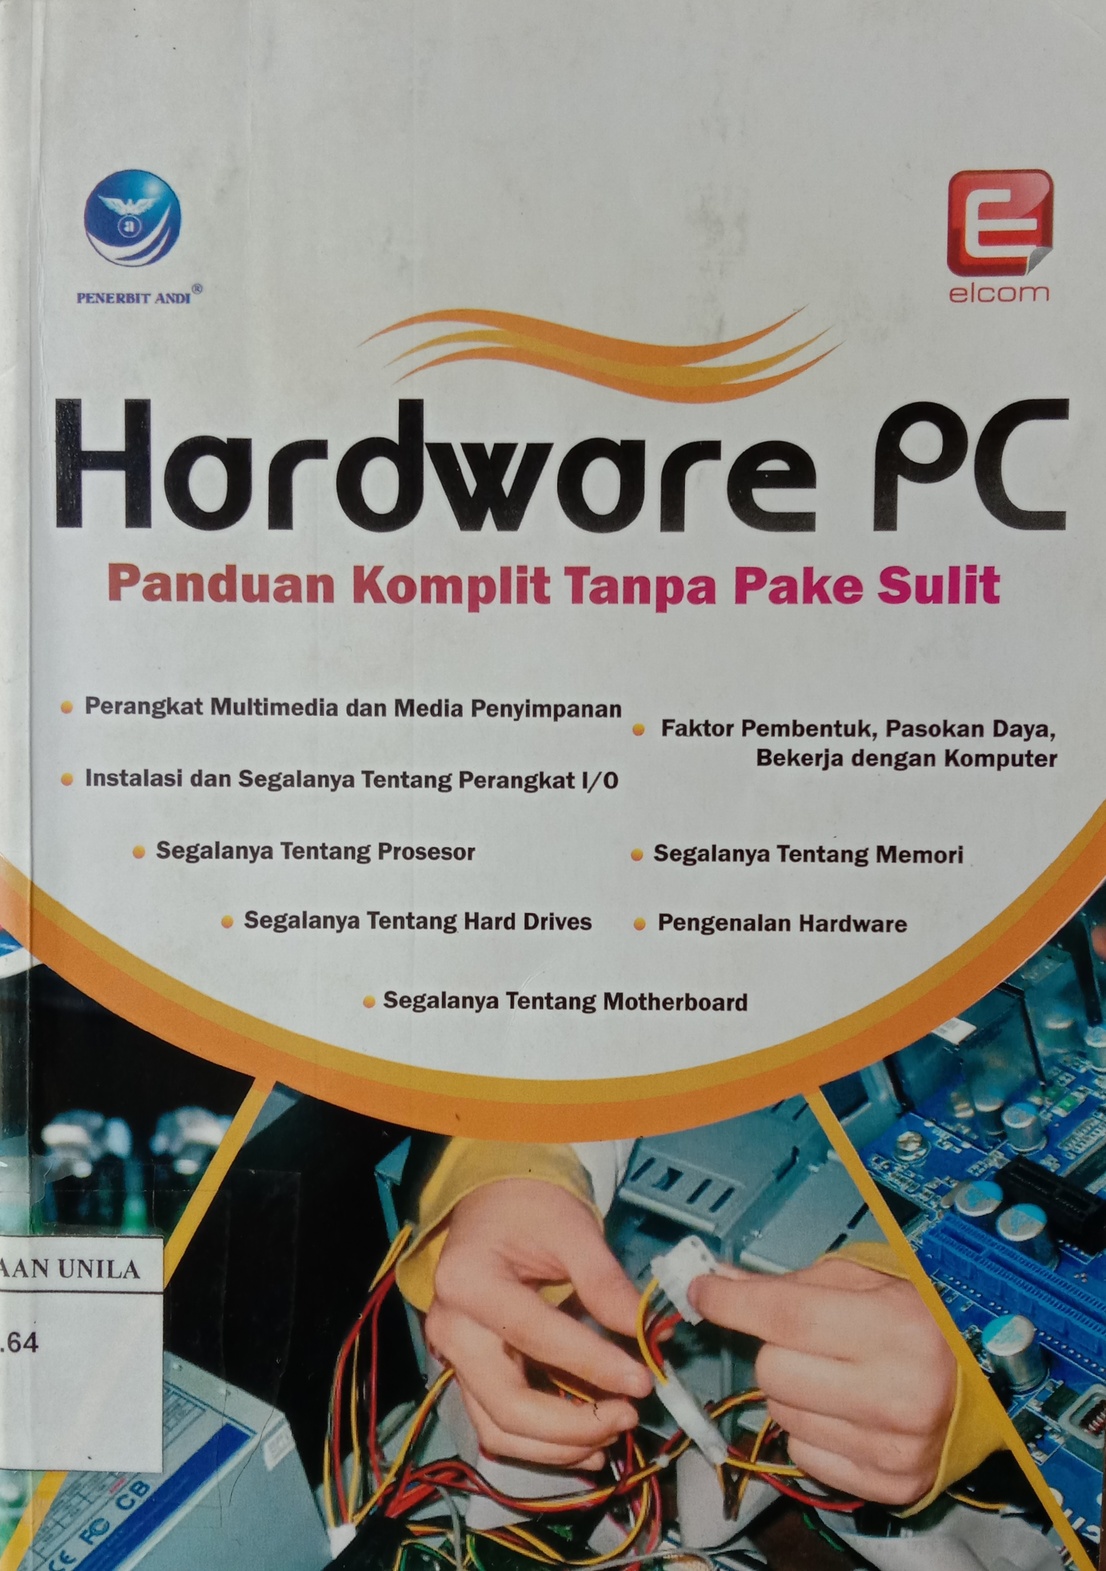 PENERBIT ANDI®
elcom
Hardware PC
Panduan Komplit Tanpa Pake Sulit
Perangkat Multimedia dan Media Penyimpanan
Faktor Pembentuk, Pasokan Daya,
Bekerja dengan Komputer
Instalasi dan Segalanya Tentang Perangkat I/O
Segalanya Tentang Prosesor
Segalanya Tentang Memori
Segalanya Tentang Hard Drives
Pengenalan Hardware
Segalanya Tentang Motherboard
AAN UNILA
.64
CE FC CB